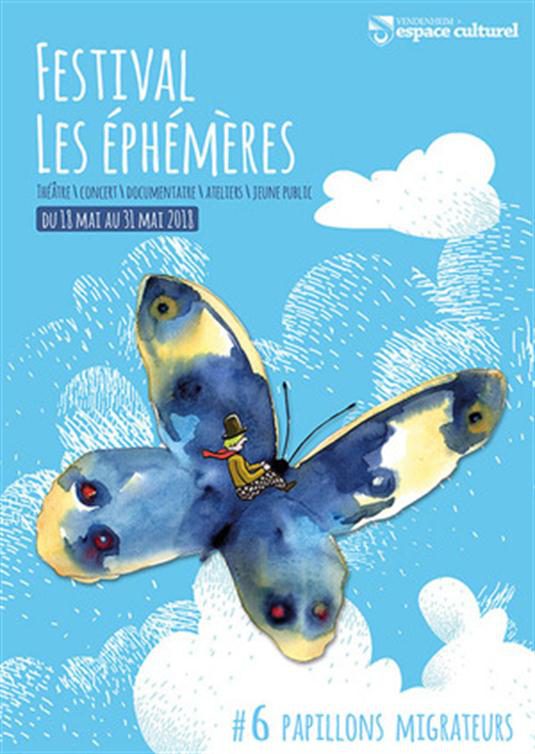 VENDENHEIM >
espace culturel
FESTIVAL
LES ÉPHÉMÈRES
THÉÂTRE \ CONCERT \ DOCUMENTAIRE \ ATELIERS \ JEUNE PUBLIC
DU 18 MAI AU 31 MAI 2018
#6 PAPILLONS MIGRATEURS